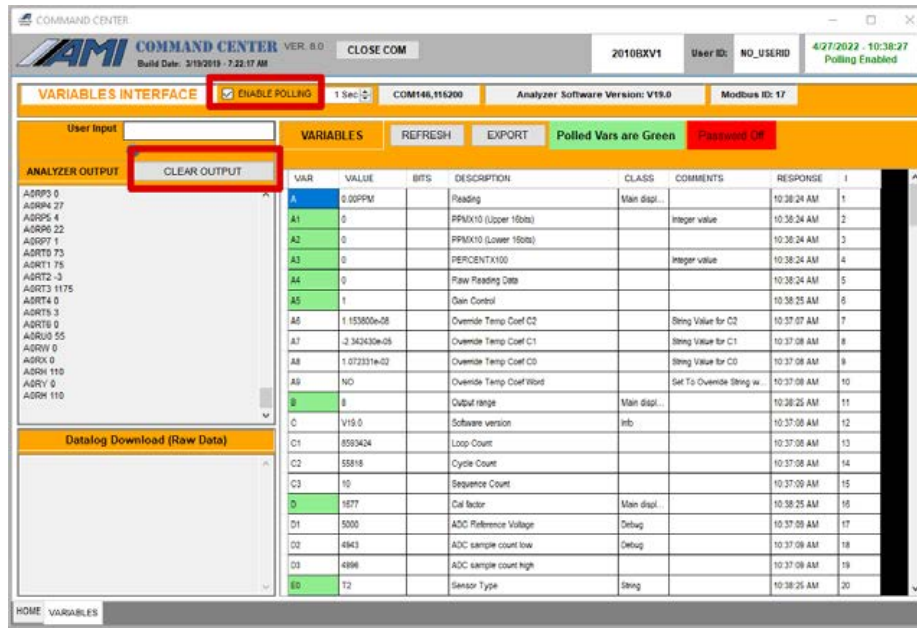 COMMAND CENTER
AMI COMMAND CENTER VER. 8.0 CLOSE COM 2010BXV1 User ID: NO_USERID 4/27/2022 - 10:38:27
Build Date: 3/19/2019 - 7:22:17 AM Polling Enabled
VARIABLES INTERFACE ENABLE POLLING 1 Sec COM146,115200 Analyzer Software Version: V19.0 Modbus ID: 17
User Input VARIABLES REFRESH EXPORT Polled Vars are Green Password Off
ANALYZER OUTPUT CLEAR OUTPUT
A0RP3 0
A0RP4 27
A0RP5 4
A0RP6 22
A0RP7 1
A0RT0 73
A0RT1 75
A0RT2 -3
A0RT3 1175
A0RT4 0
A0RT5 3
A0RT6 0
A0RU0 55
A0RW 0
A0RX 0
A0RH 110
A0RY 0
A0RH 110
Datalog Download (Raw Data)
VAR VALUE BITS DESCRIPTION CLASS COMMENTS RESPONSE I
A 0.00PPM Reading Main displ... 10:38:24 AM 1
A1 0 PPMX10 (Upper 16bits) Integer value 10:38:24 AM 2
A2 0 PPMX10 (Lower 16bits) 10:38:24 AM 3
A3 0 PERCENTX100 Integer value 10:38:24 AM 4
A4 0 Raw Reading Data 10:38:24 AM 5
A5 1 Gain Control 10:38:25 AM 6
A6 1.153800e-08 Override Temp Coef C2 String Value for C2 10:37:07 AM 7
A7 -2.342430e-05 Override Temp Coef C1 String Value for C1 10:37:08 AM 8
A8 1.072331e-02 Override Temp Coef C0 String Value for C0 10:37:08 AM 9
A9 NO Override Temp Coef Word Set To Override String w... 10:37:08 AM 10
B 8 Output range Main displ... 10:38:25 AM 11
C V19.0 Software version Info 10:37:08 AM 12
C1 8593424 Loop Count 10:37:08 AM 13
C2 55818 Cycle Count 10:37:08 AM 14
C3 10 Sequence Count 10:37:09 AM 15
D 1677 Cal factor Main displ... 10:38:25 AM 16
D1 5000 ADC Reference Voltage Debug 10:37:09 AM 17
D2 4943 ADC sample count low Debug 10:37:09 AM 18
D3 4996 ADC sample count high 10:37:09 AM 19
E0 T2 Sensor Type String 10:38:25 AM 20
HOME VARIABLES